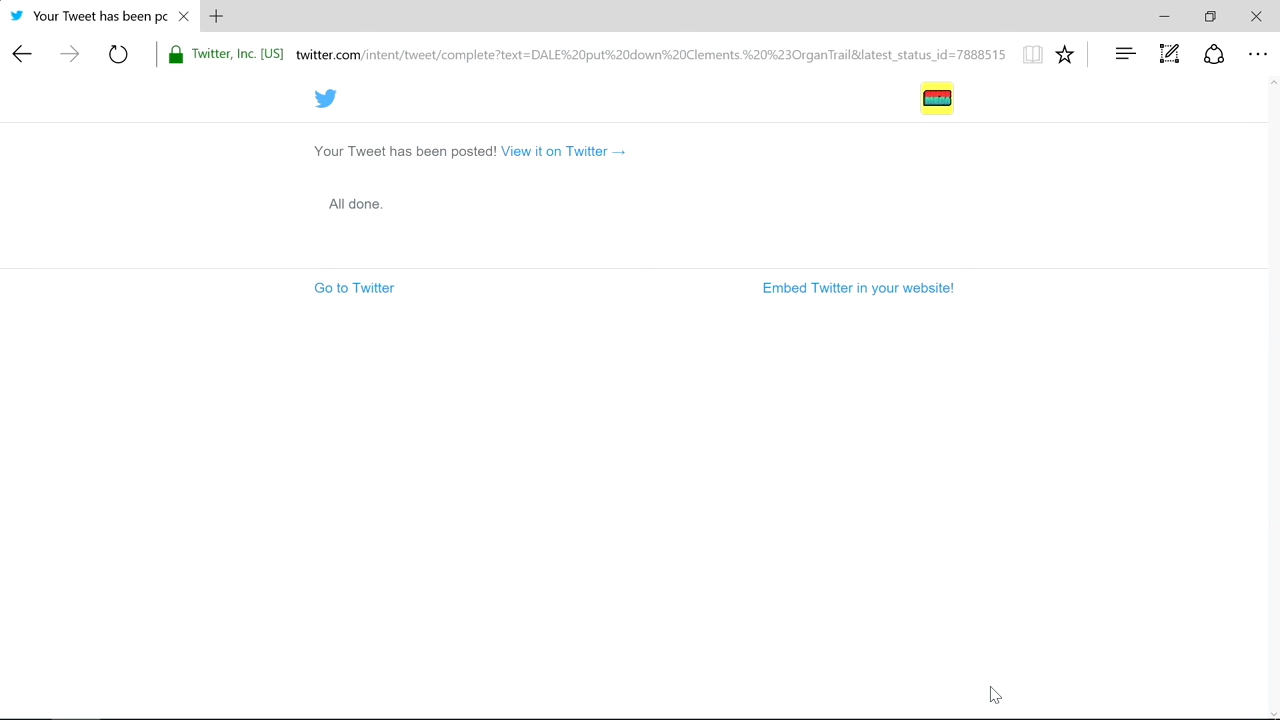 Your Tweet has been pc
Twitter, Inc. [US] twitter.com/intent/tweet/complete?text=DALE%20put%20down%20Clements.%20%23OrganTrail&latest_status_id=7888515
Your Tweet has been posted! View it on Twitter →
All done.
Go to Twitter
Embed Twitter in your website!